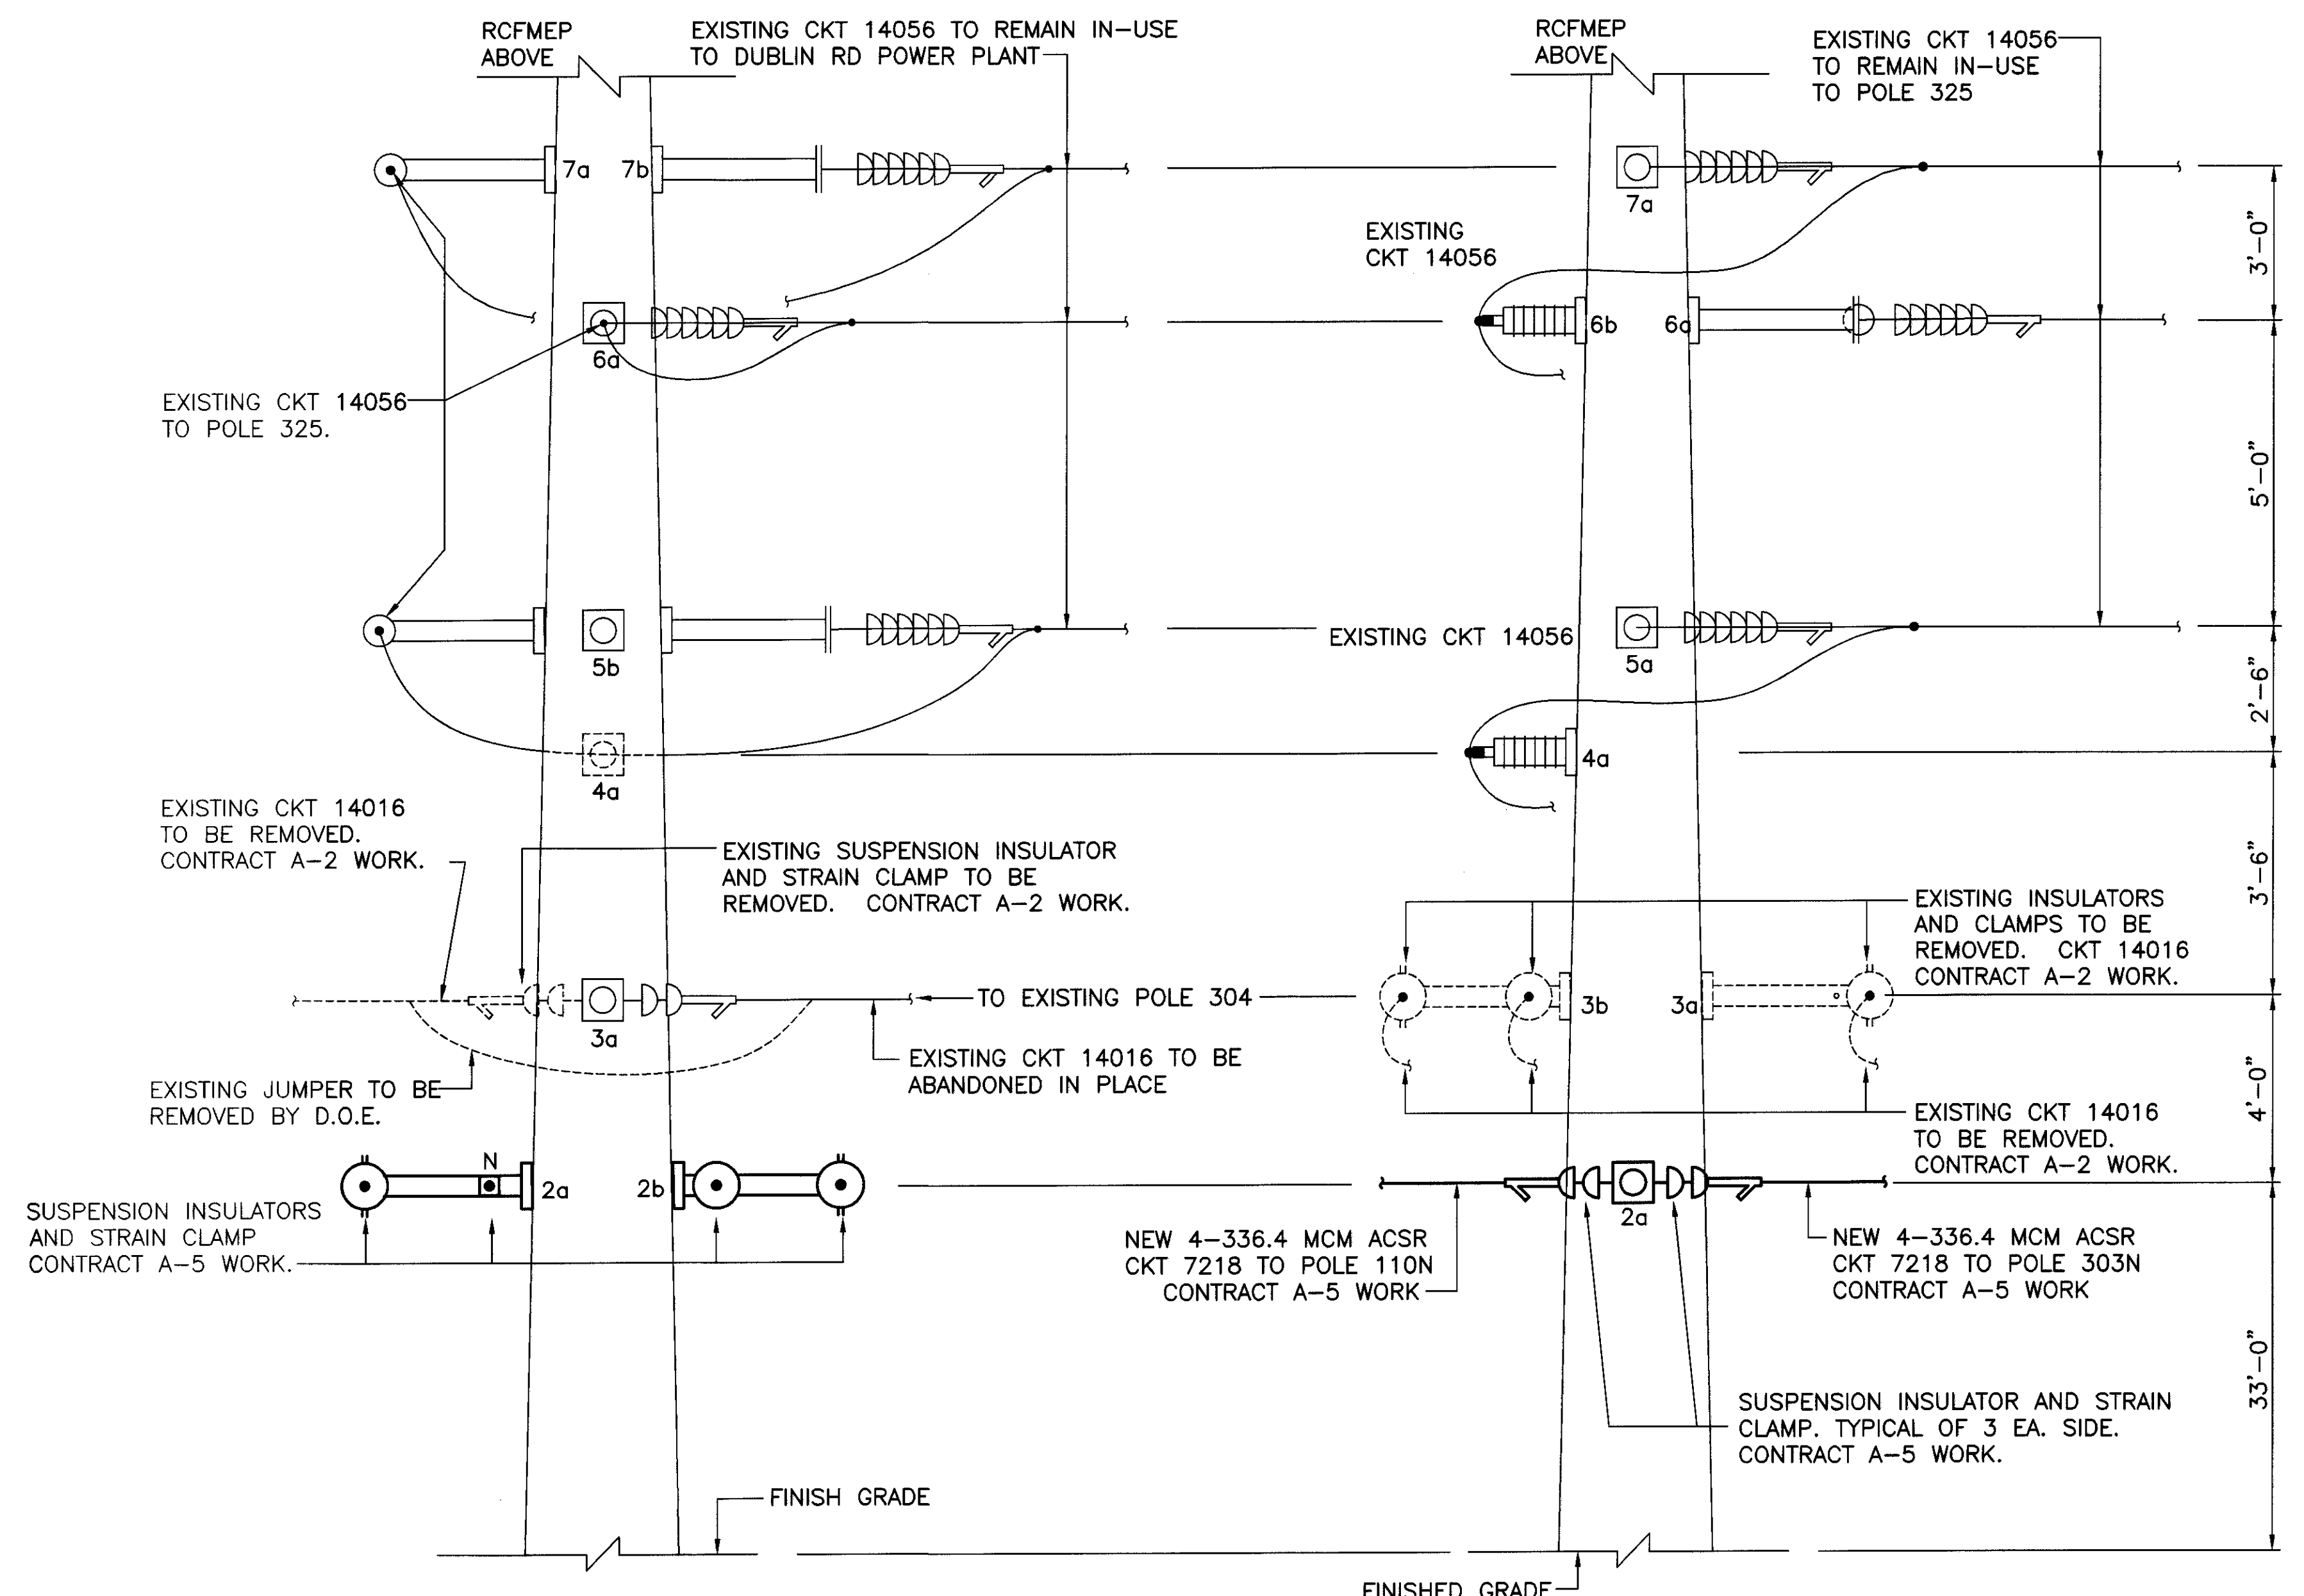 RCFMEP
ABOVE
EXISTING CKT 14056 TO REMAIN IN-USE
TO DUBLIN RD POWER PLANT
RCFMEP
ABOVE
EXISTING CKT 14056
TO REMAIN IN-USE
TO POLE 325
7a
7b
7a
3'-0"
EXISTING
CKT 14056
6a
6b
6a
EXISTING CKT 14056
TO POLE 325.
5'-0"
5b
EXISTING CKT 14056
5a
2'-6"
4a
4a
EXISTING CKT 14016
TO BE REMOVED.
CONTRACT A-2 WORK.
EXISTING SUSPENSION INSULATOR
AND STRAIN CLAMP TO BE
REMOVED. CONTRACT A-2 WORK.
3'-6"
EXISTING INSULATORS
AND CLAMPS TO BE
REMOVED. CKT 14016
CONTRACT A-2 WORK.
3a
TO EXISTING POLE 304
3b
3a
EXISTING CKT 14016 TO BE
ABANDONED IN PLACE
EXISTING JUMPER TO BE
REMOVED BY D.O.E.
4'-0"
EXISTING CKT 14016
TO BE REMOVED.
CONTRACT A-2 WORK.
N
2a
2b
2a
SUSPENSION INSULATORS
AND STRAIN CLAMP
CONTRACT A-5 WORK.
NEW 4-336.4 MCM ACSR
CKT 7218 TO POLE 110N
CONTRACT A-5 WORK
NEW 4-336.4 MCM ACSR
CKT 7218 TO POLE 303N
CONTRACT A-5 WORK
33'-0"
SUSPENSION INSULATOR AND STRAIN
CLAMP. TYPICAL OF 3 EA. SIDE.
CONTRACT A-5 WORK.
FINISH GRADE
FINISHED GRADE